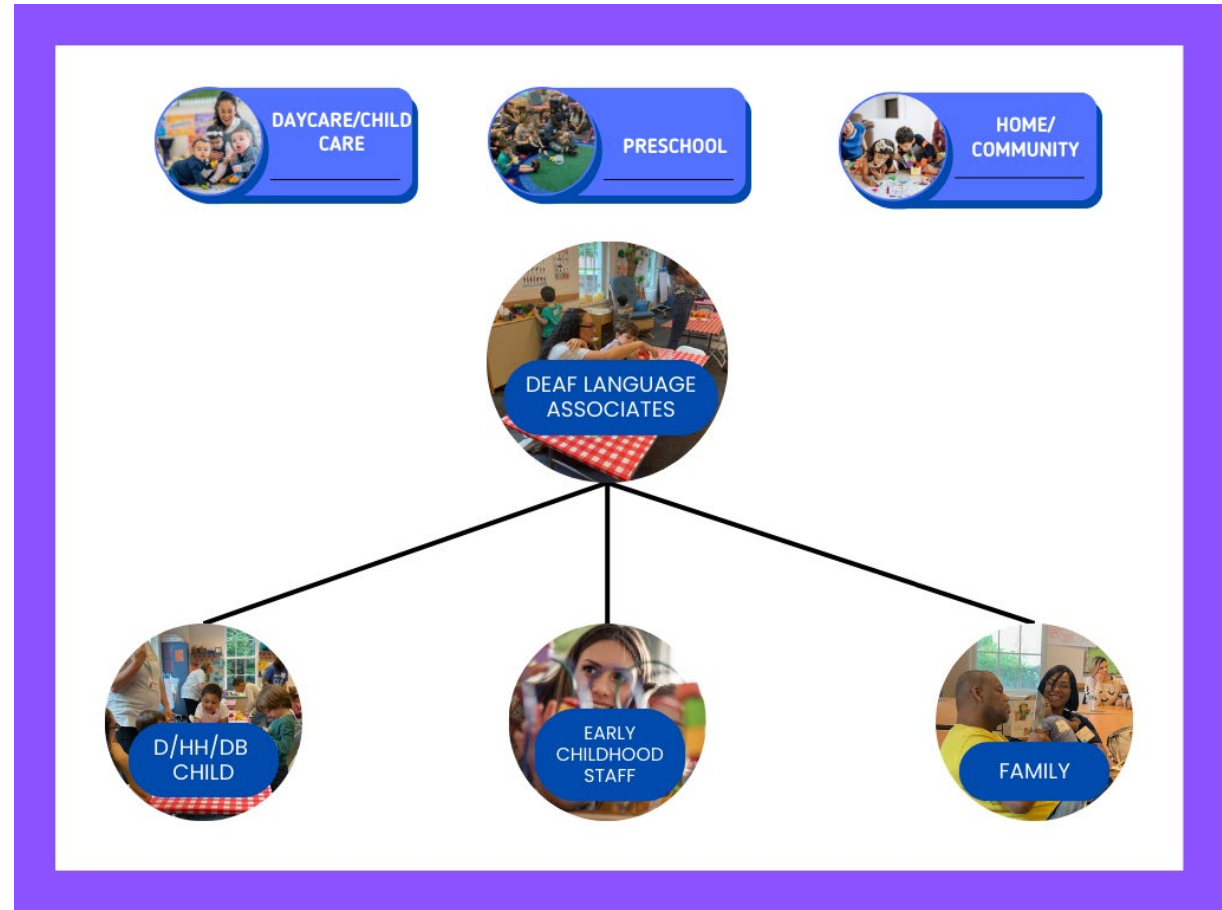 DAYCARE/CHILD
CARE
PRESCHOOL
HOME/
COMMUNITY
DEAF LANGUAGE
ASSOCIATES
D/HH/DB
CHILD
EARLY
CHILDHOOD
STAFF
FAMILY